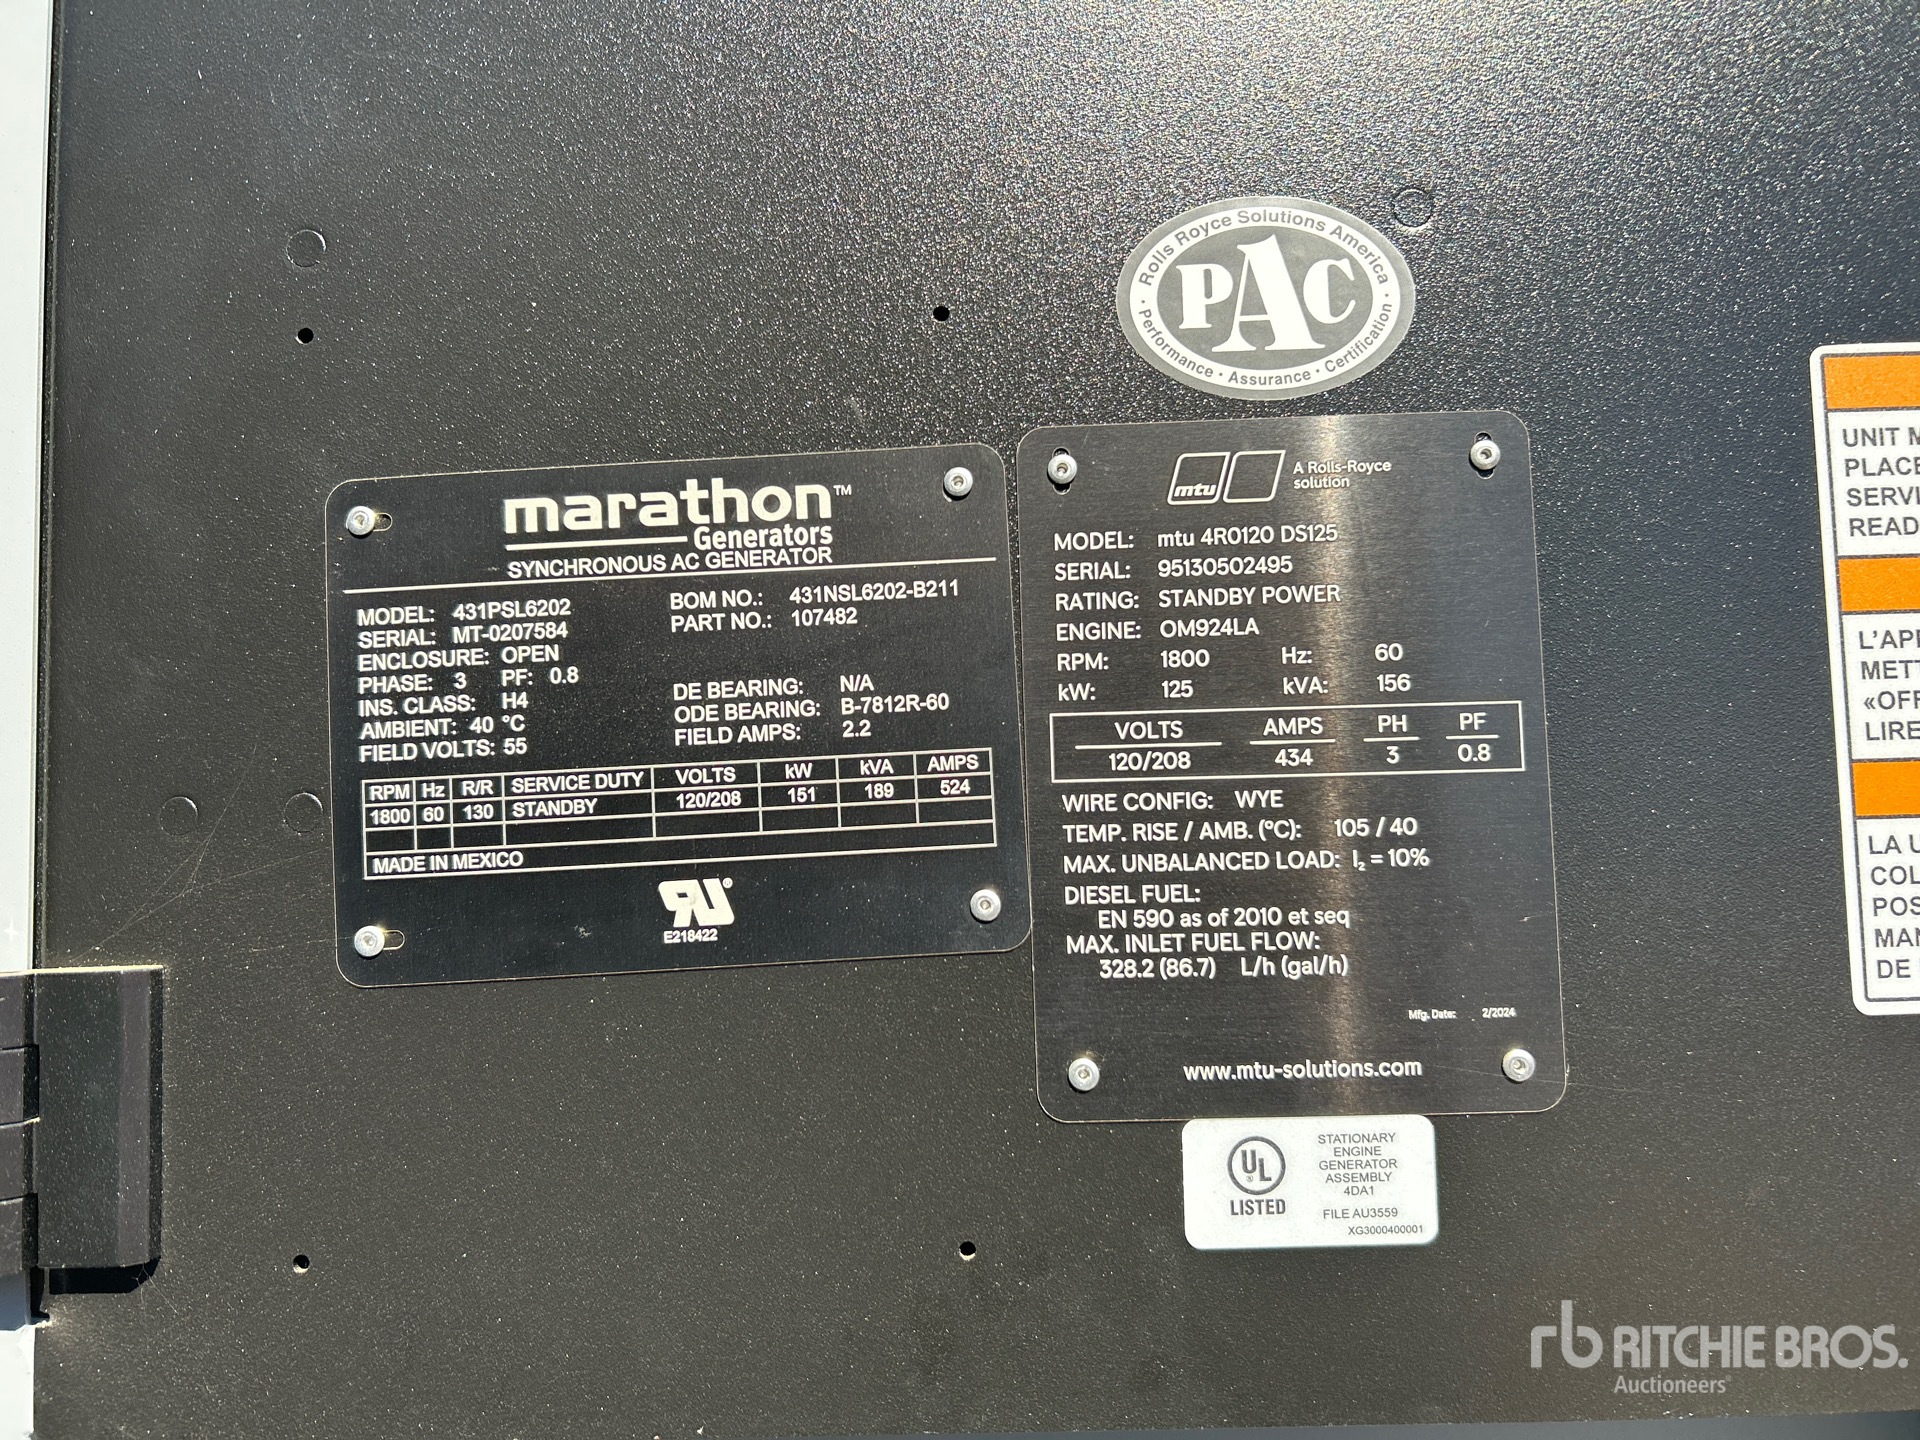 Rolls Royce Solutions America
PAC
· Performance · Assurance · Certification ·
marathon™
Generators
SYNCHRONOUS AC GENERATOR
MODEL: 431PSL6202 BOM NO.: 431NSL6202-B211
SERIAL: MT-0207584 PART NO.: 107482
ENCLOSURE: OPEN
PHASE: 3 PF: 0.8 DE BEARING: N/A
INS. CLASS: H4 ODE BEARING: B-7812R-60
AMBIENT: 40 °C FIELD AMPS: 2.2
FIELD VOLTS: 55
RPM Hz R/R SERVICE DUTY VOLTS kW kVA AMPS
1800 60 130 STANDBY 120/208 151 189 524
MADE IN MEXICO
RU®
E218422
mtu A Rolls-Royce
solution
MODEL: mtu 4R0120 DS125
SERIAL: 95130502495
RATING: STANDBY POWER
ENGINE: OM924LA
RPM: 1800 Hz: 60
kW: 125 kVA: 156
VOLTS AMPS PH PF
120/208 434 3 0.8
WIRE CONFIG: WYE
TEMP. RISE / AMB. (°C): 105 / 40
MAX. UNBALANCED LOAD: I₂ = 10%
DIESEL FUEL:
EN 590 as of 2010 et seq
MAX. INLET FUEL FLOW:
328.2 (86.7) L/h (gal/h)
Mfg. Date: 2/2024
www.mtu-solutions.com
UL
LISTED
STATIONARY
ENGINE
GENERATOR
ASSEMBLY
4DA1
FILE AU3559
XG3000400001
UNIT M
PLACE
SERVI
READ
L'APP
METT
«OFF
LIRE
LA U
COL
POS
MAN
DE
rb RITCHIE BROS.
Auctioneers